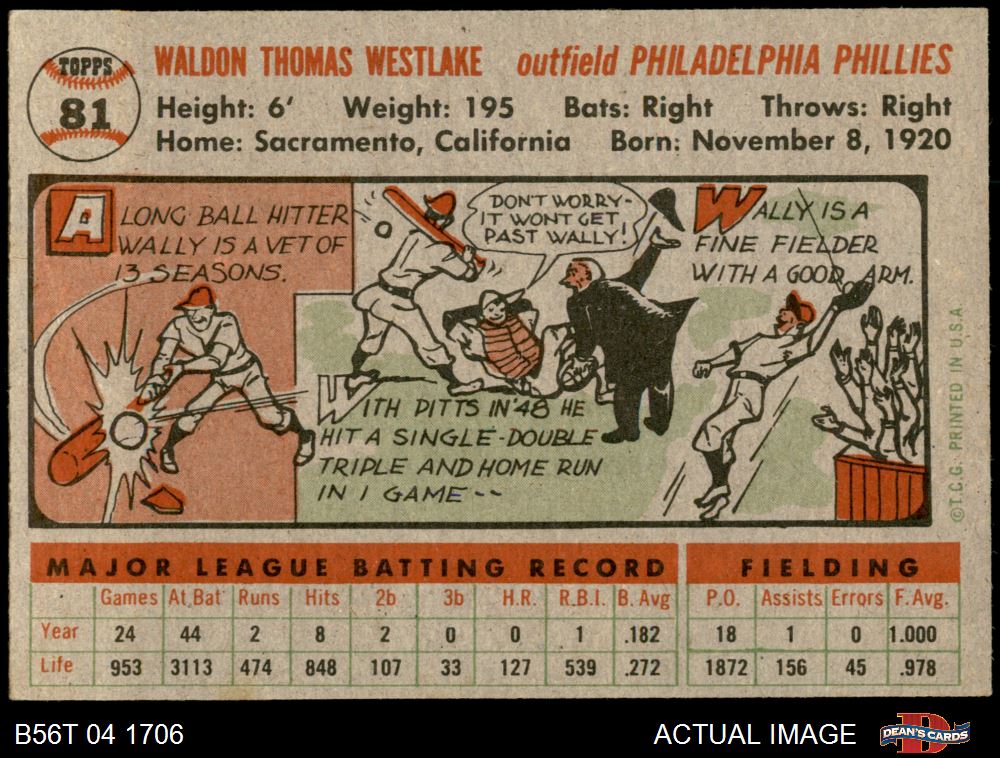 TOPPS
81
WALDON THOMAS WESTLAKE outfield PHILADELPHIA PHILLIES
Height: 6' Weight: 195 Bats: Right Throws: Right
Home: Sacramento, California Born: November 8, 1920
A LONG BALL HITTER
WALLY IS A VET OF
13 SEASONS.
DON'T WORRY-
IT WONT GET
PAST WALLY!
WITH PITTS IN '48 HE
HIT A SINGLE-DOUBLE
TRIPLE AND HOME RUN
IN 1 GAME--
WALLY IS A
FINE FIELDER
WITH A GOOD ARM.
©T.C.G. PRINTED IN U.S.A
MAJOR LEAGUE BATTING RECORD FIELDING
Games At Bat Runs Hits 2b 3b H.R. R.B.I. B. Avg P.O. Assists Errors F. Avg.
Year 24 44 2 8 2 0 0 1 .182 18 1 0 1.000
Life 953 3113 474 848 107 33 127 539 .272 1872 156 45 .978
B56T 04 1706 ACTUAL IMAGE DEAN'S CARDS